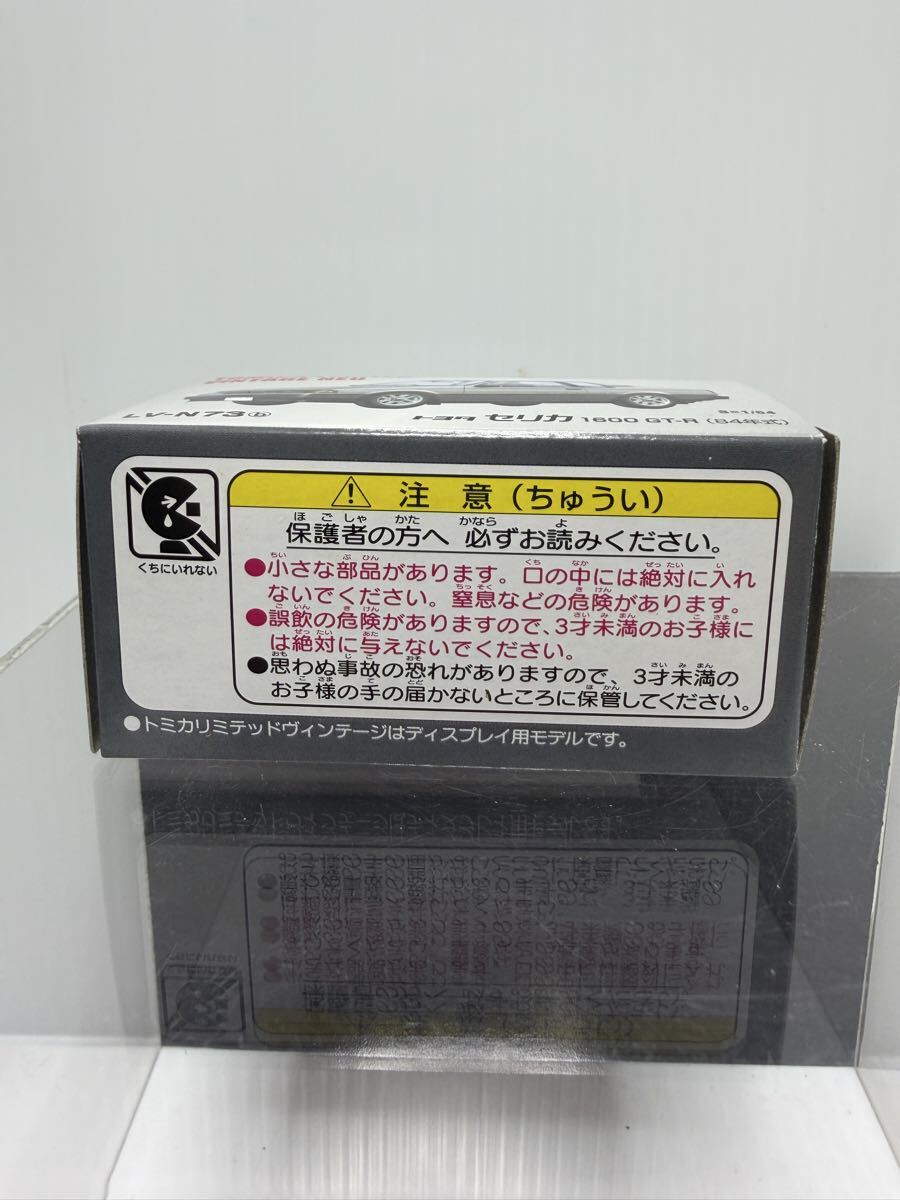 VINTAGE NEO
LV-N73b
トヨタ セリカ 1600 GT-R (84年式)
S=1/64
くちにいれない
注意(ちゅうい)
保護者の方へ 必ずお読みください。
●小さな部品があります。口の中には絶対に入れ
ないでください。窒息などの危険があります。
●誤飲の危険がありますので、3才未満のお子様に
は絶対に与えないでください。
●思わぬ事故の恐れがありますので、3才未満の
お子様の手の届かないところに保管してください。
●トミカリミテッドヴィンテージはディスプレイ用モデルです。